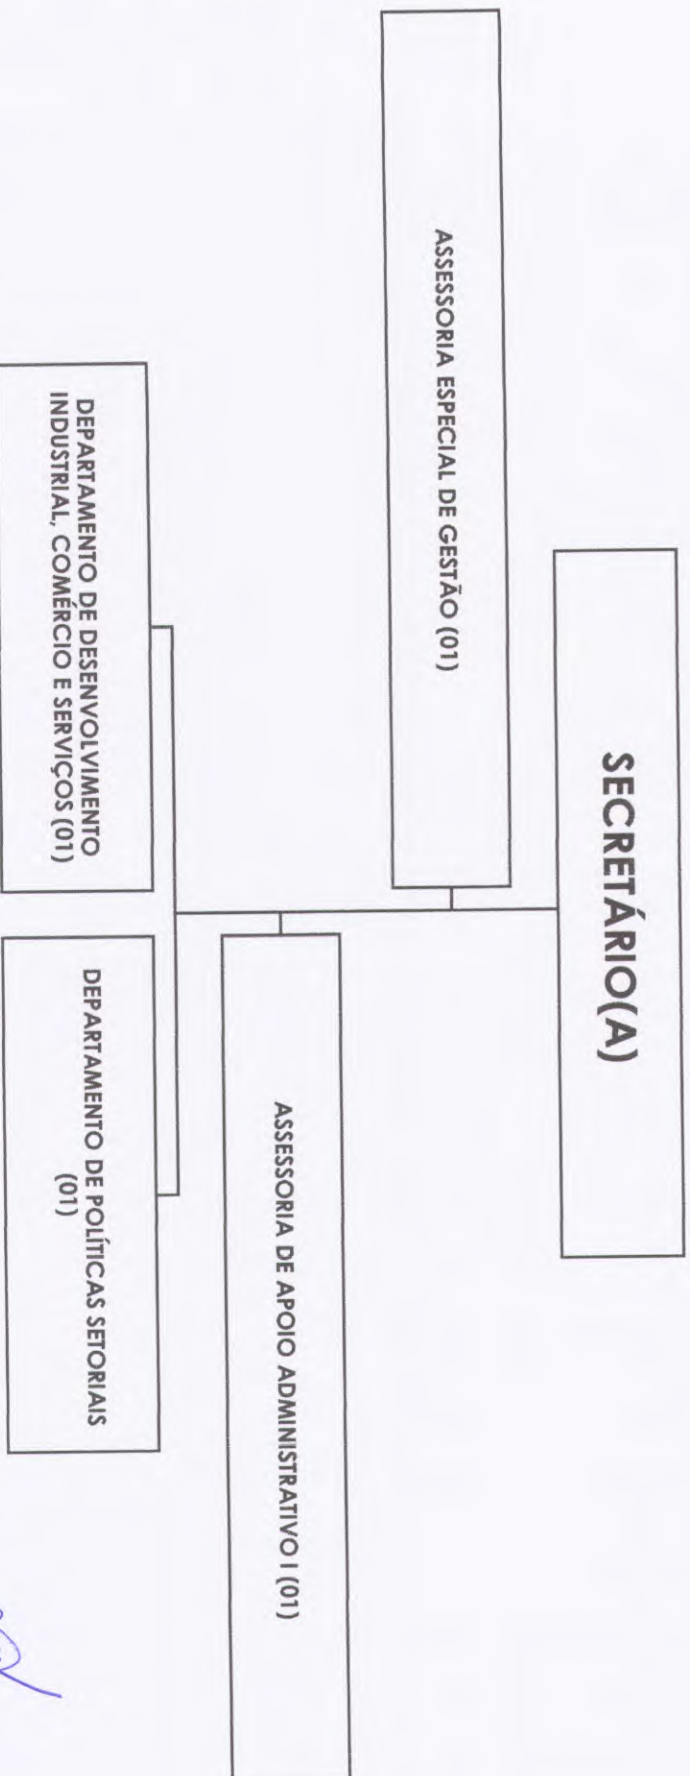 SECRETÁRIO(A)
ASSESSORIA ESPECIAL DE GESTÃO (01)
ASSESSORIA DE APOIO ADMINISTRATIVO I (01)
DEPARTAMENTO DE DESENVOLVIMENTO
INDUSTRIAL, COMÉRCIO E SERVIÇOS (01)
DEPARTAMENTO DE POLÍTICAS SETORIAIS
(01)